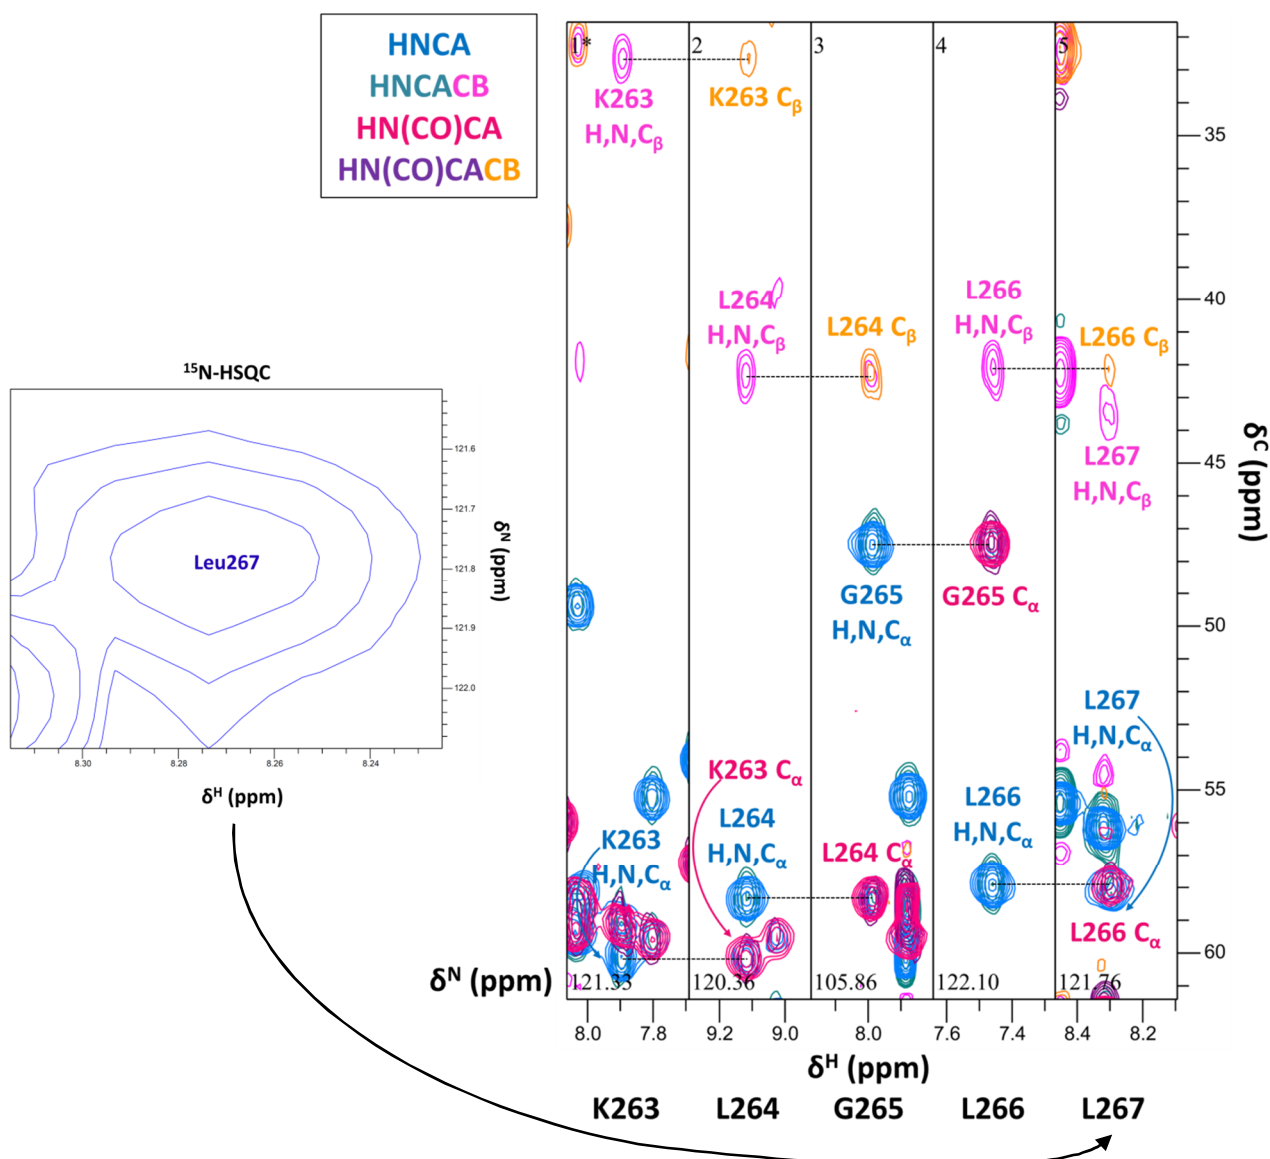 HNCA
HNCACB
HN(CO)CA
HN(CO)CACB
1*
2
3
4
5
K263
H,N,Cβ
K263 Cβ
35
L264
H,N,Cβ
L264 Cβ
L266
H,N,Cβ
L266 Cβ
40
L267
H,N,Cβ
45
δC (ppm)
G265
H,N,Cα
G265 Cα
50
L267
H,N,Cα
K263 Cα
55
K263
H,N,Cα
L264
H,N,Cα
L264 Cα
L266
H,N,Cα
L266 Cα
60
δN (ppm)
121.33
120.36
105.86
122.10
121.76
8.0 7.8 9.2 9.0 8.0 7.6 7.4 8.4 8.2
δH (ppm)
K263 L264 G265 L266 L267
15N-HSQC
121.6
121.7
Leu267
121.8
121.9
122.0
δN (ppm)
8.30 8.28 8.26 8.24
δH (ppm)